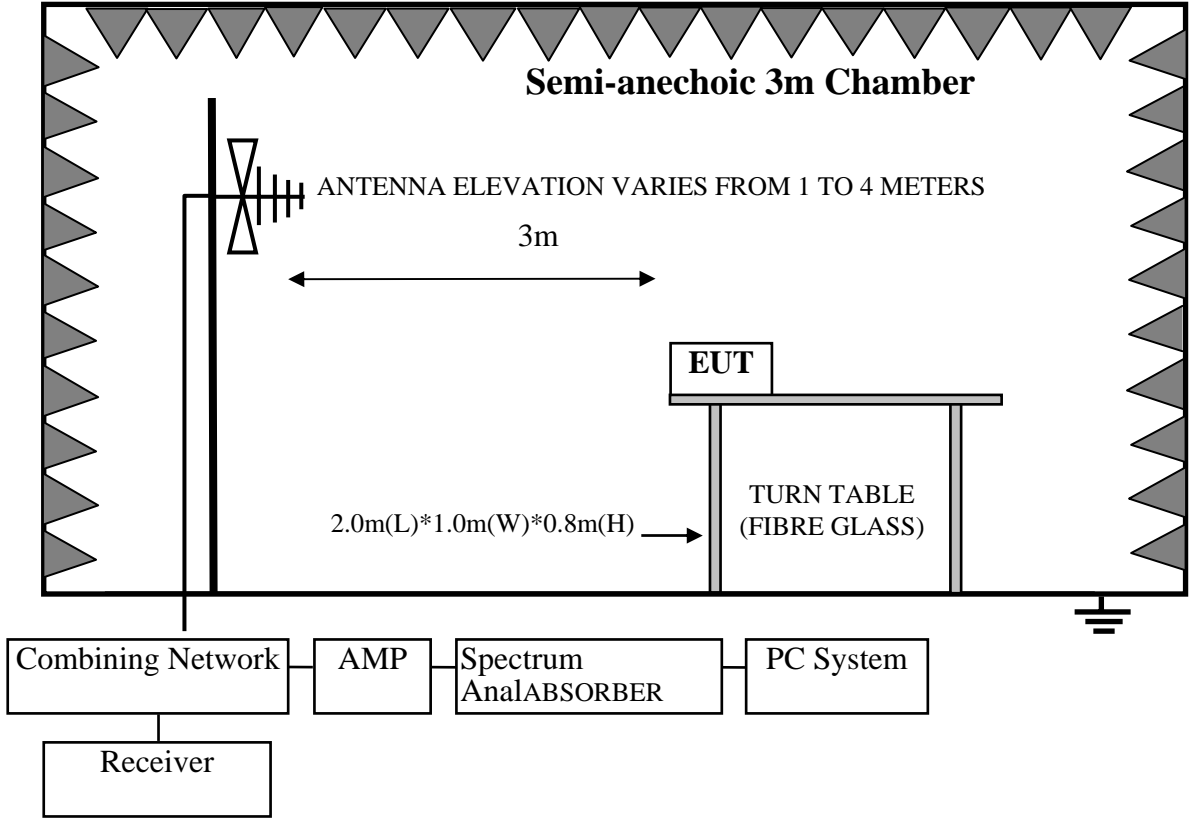 Semi-anechoic 3m Chamber
ANTENNA ELEVATION VARIES FROM 1 TO 4 METERS
3m
EUT
TURN TABLE
(FIBRE GLASS)
2.0m(L)*1.0m(W)*0.8m(H)
Combining Network
AMP
Spectrum
AnalABSORBER
PC System
Receiver